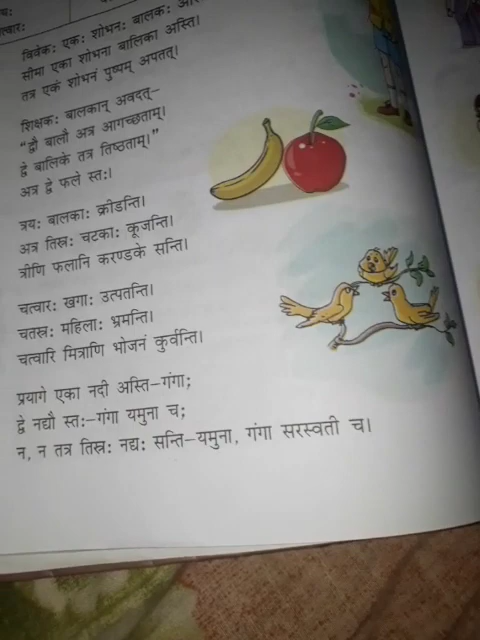 त्वारः
विवेकः एकः शोभनः बालकः
सीमा एका शोभना बालिका अस्ति।
तत्र एकं शोभनं पुष्पम् अपतत्।
शिक्षकः बालकान् अवदत्–
"द्वौ बालौ अत्र आगच्छताम्।
द्वे बालिके तत्र तिष्ठताम्।"
अत्र द्वे फले स्तः।
त्रयः बालकाः क्रीडन्ति।
अत्र तिस्रः चटकाः कूजन्ति।
त्रीणि फलानि करण्डके सन्ति।
चत्वारः खगाः उत्पतन्ति।
चतस्रः महिलाः भ्रमन्ति।
चत्वारि मित्राणि भोजनं कुर्वन्ति।
प्रयागे एका नदी अस्ति–गंगा;
द्वे नद्यौ स्तः–गंगा यमुना च;
न, न तत्र तिस्रः नद्यः सन्ति–यमुना, गंगा सरस्वती च।